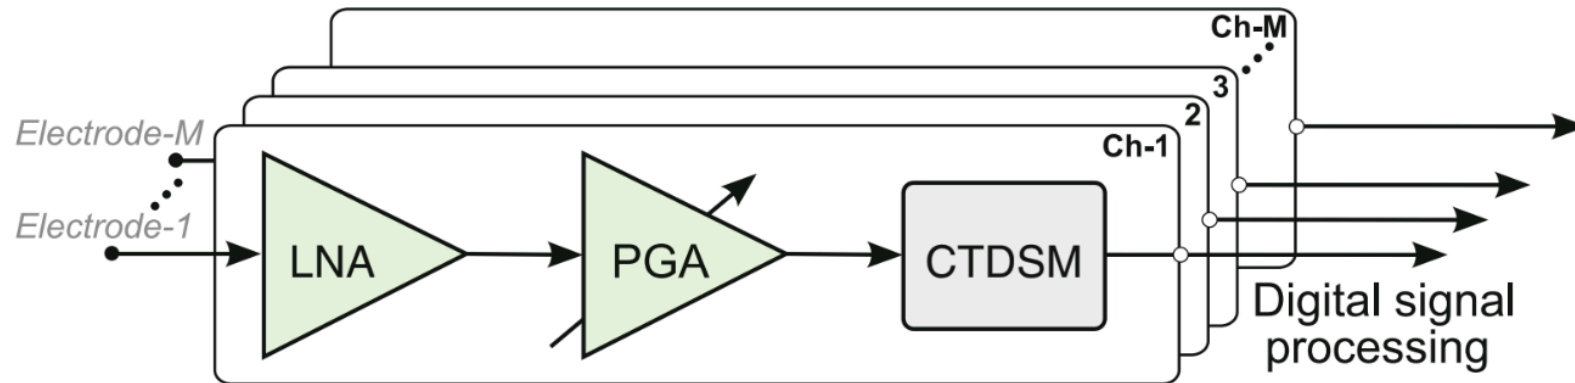 Ch-M
3
2
Ch-1
Electrode-M
Electrode-1
LNA
PGA
CTDSM
Digital signal
processing